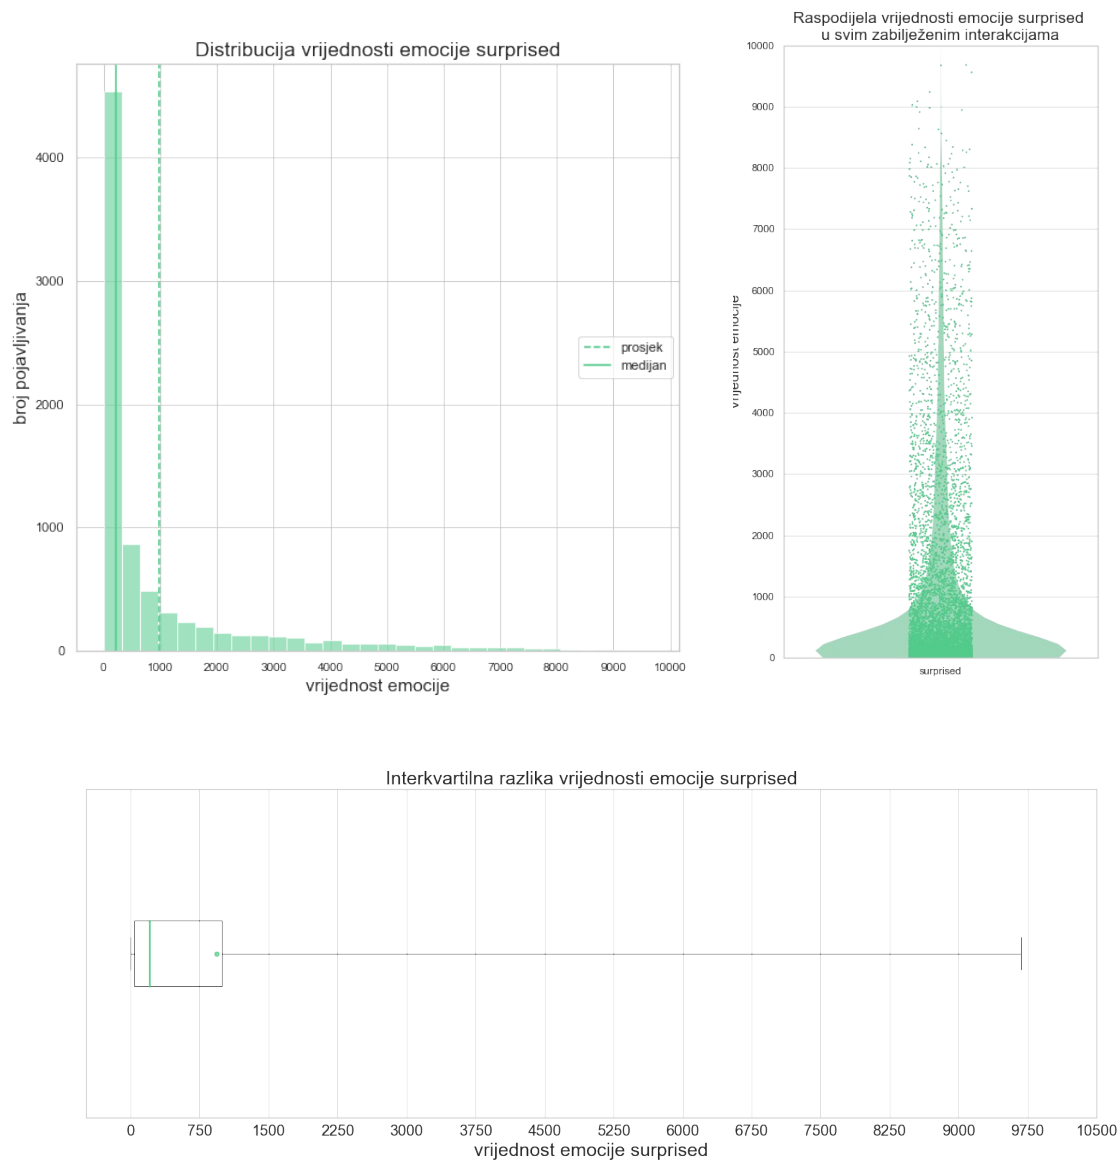 Distribucija vrijednosti emocije surprised
broj pojavljivanja
4000
3000
2000
1000
0
prosjek
medijan
0 1000 2000 3000 4000 5000 6000 7000 8000 9000 10000
vrijednost emocije
Raspodijela vrijednosti emocije surprised
u svim zabilježenim interakcijama
vrijednost emocije
10000
9000
8000
7000
6000
5000
4000
3000
2000
1000
0
surprised
Interkvartilna razlika vrijednosti emocije surprised
0 750 1500 2250 3000 3750 4500 5250 6000 6750 7500 8250 9000 9750 10500
vrijednost emocije surprised